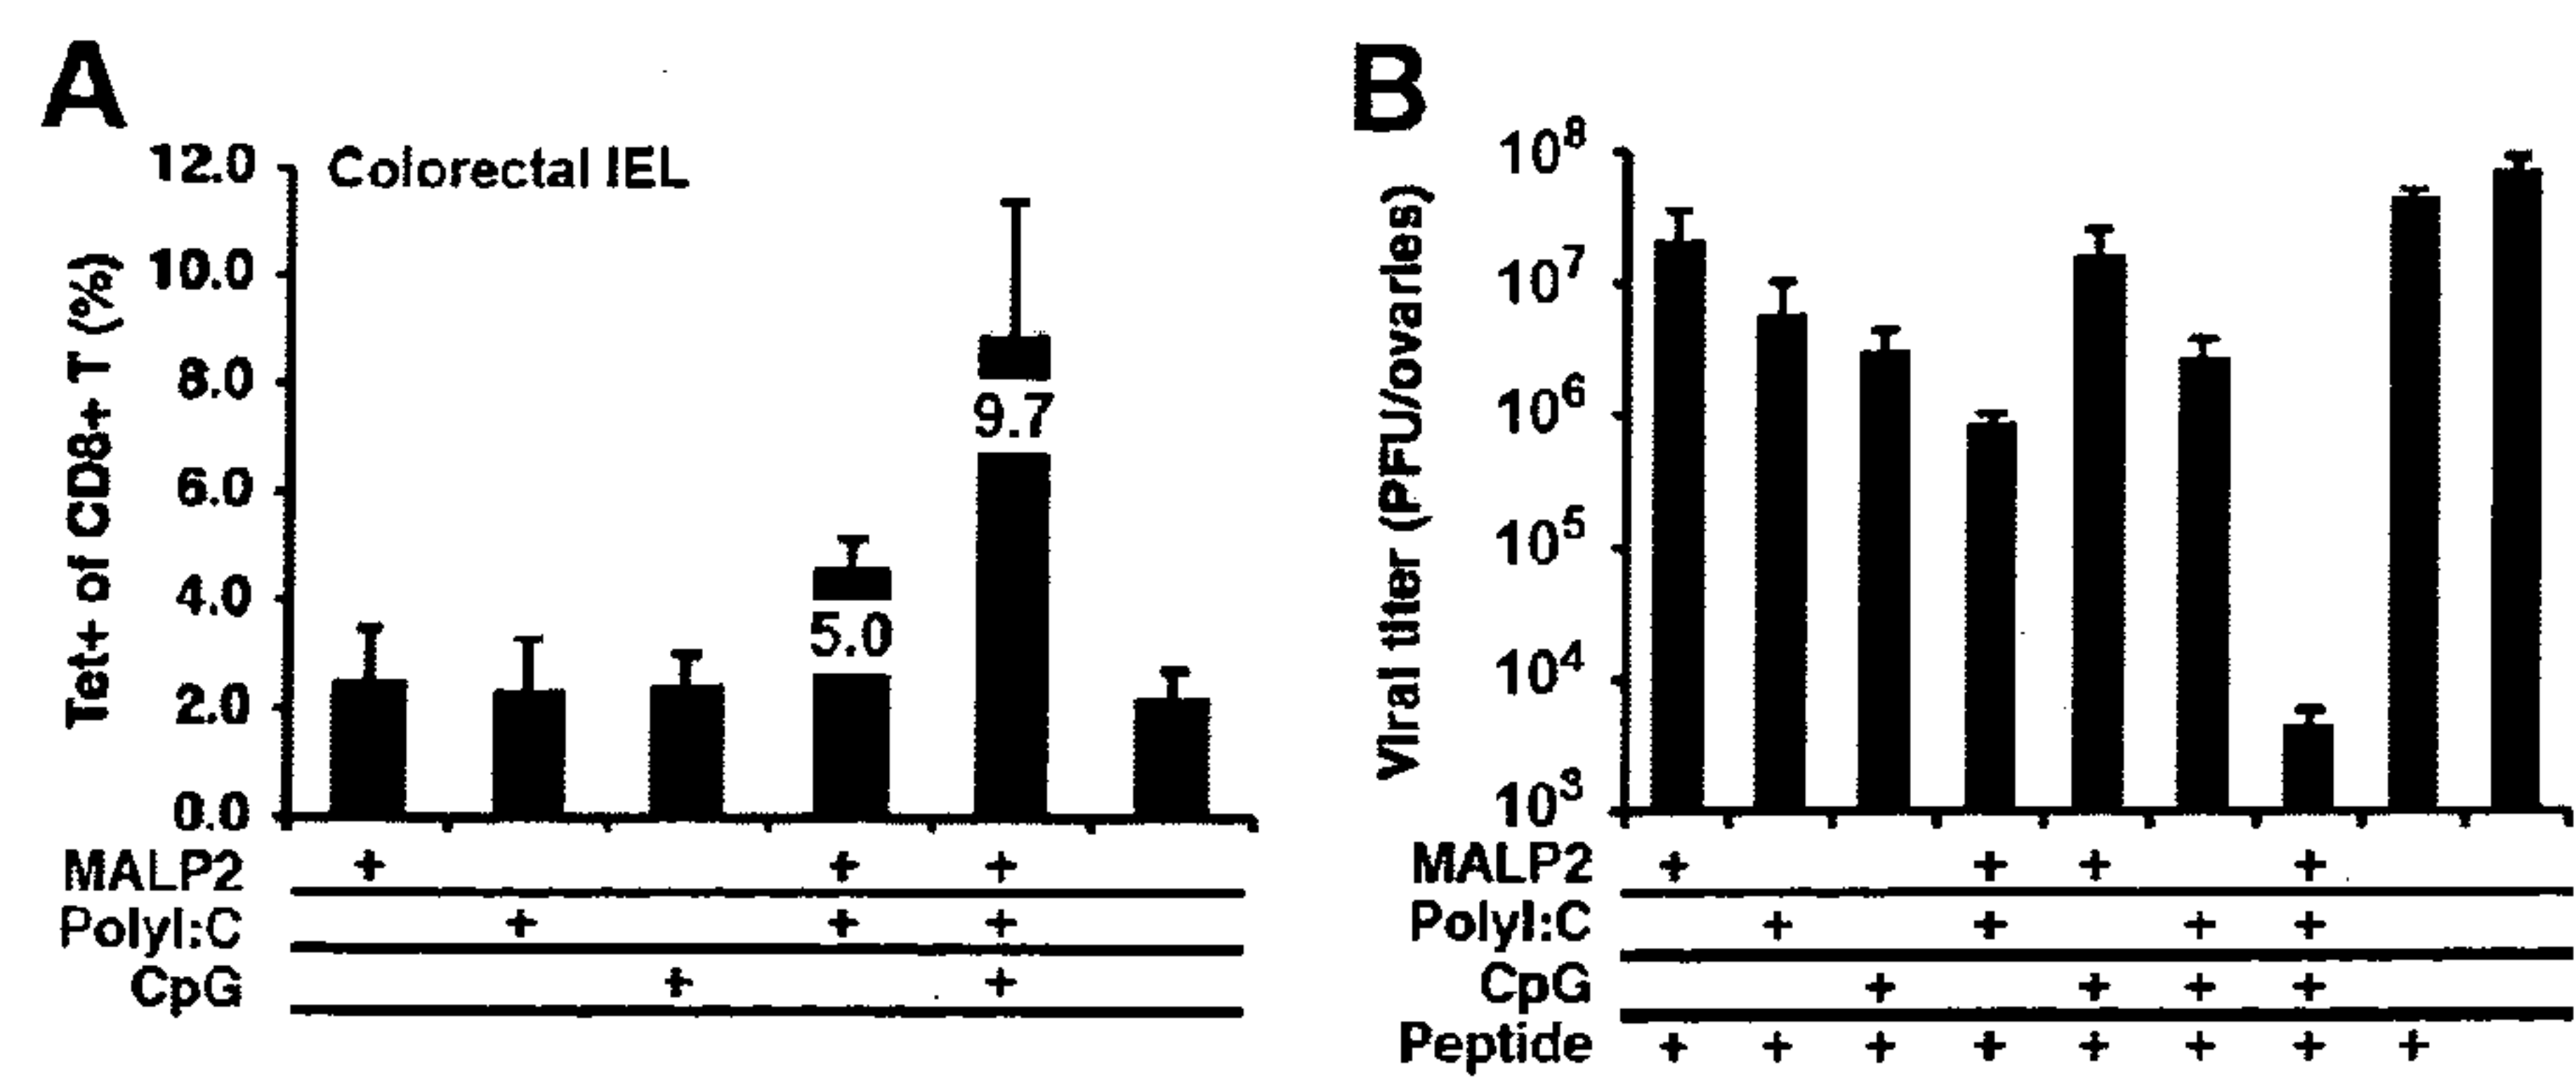 A
Colorectal IEL
Tet+ of CD8+ T (%)
12.0
10.0
8.0
6.0
4.0
2.0
0.0
5.0
9.7
MALP2 + + +
PolyI:C + + +
CpG + +
B
Viral titer (PFU/ovaries)
10⁸
10⁷
10⁶
10⁵
10⁴
10³
MALP2 + + + +
PolyI:C + + + +
CpG + + + +
Peptide + + + + + + + +